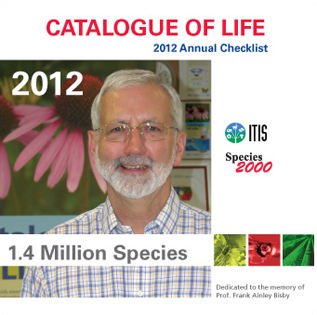 CATALOGUE OF LIFE
2012 Annual Checklist
2012
ITIS
Species
2000
1.4 Million Species
Dedicated to the memory of
Prof. Frank Ainley Bisby